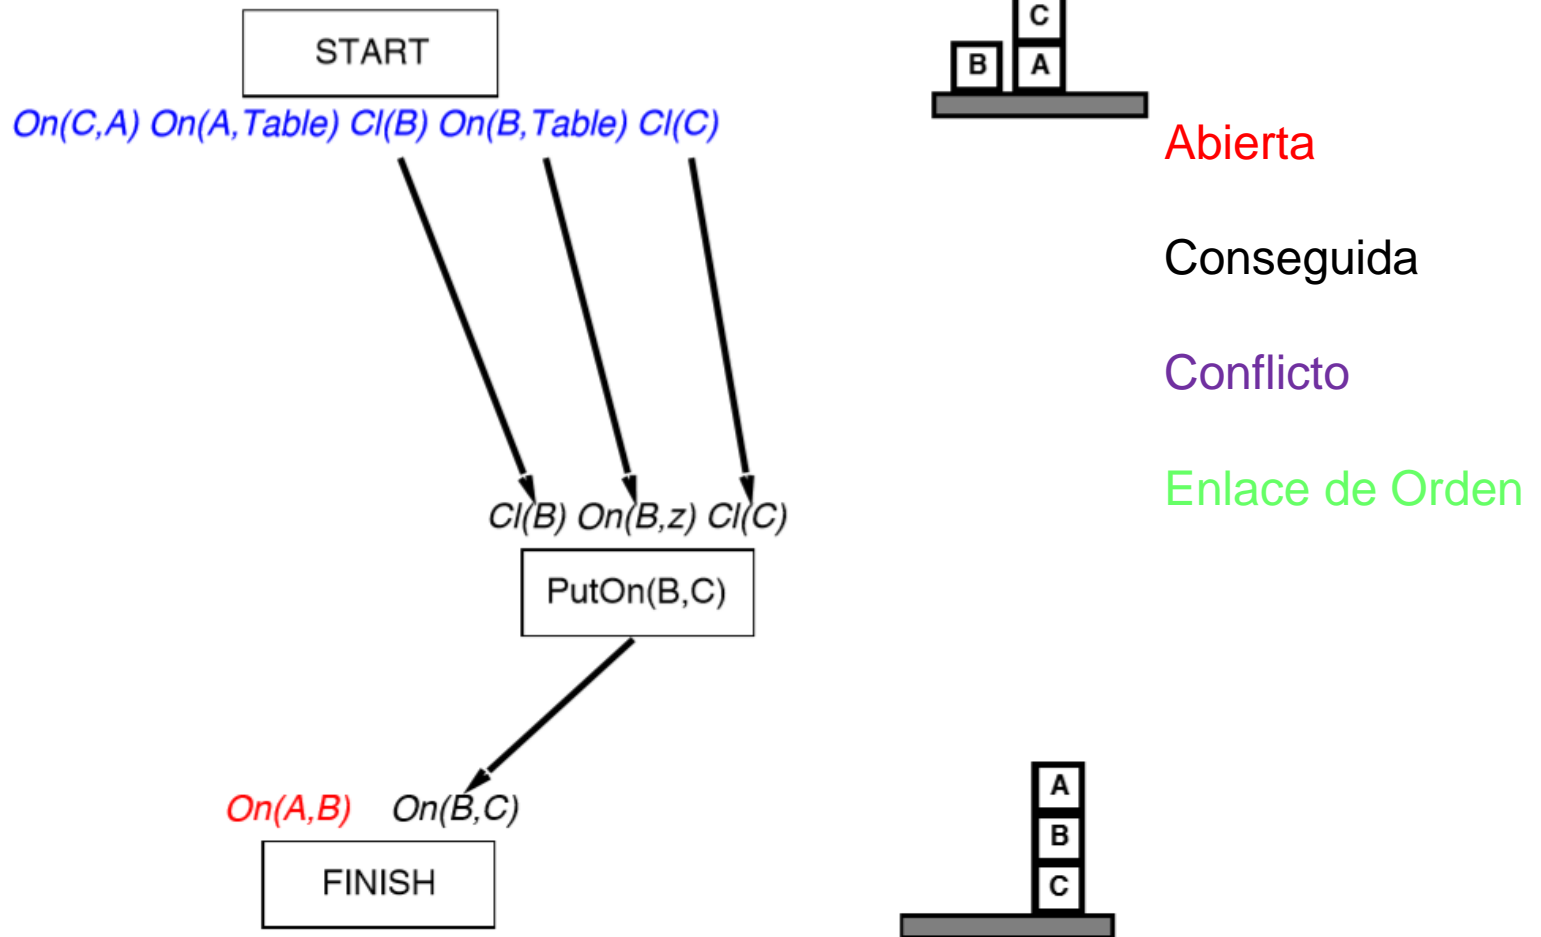 START
On(C,A) On(A,Table) Cl(B) On(B,Table) Cl(C)
C
B A
Abierta
Conseguida
Conflicto
Enlace de Orden
Cl(B) On(B,z) Cl(C)
PutOn(B,C)
On(A,B) On(B,C)
FINISH
A
B
C